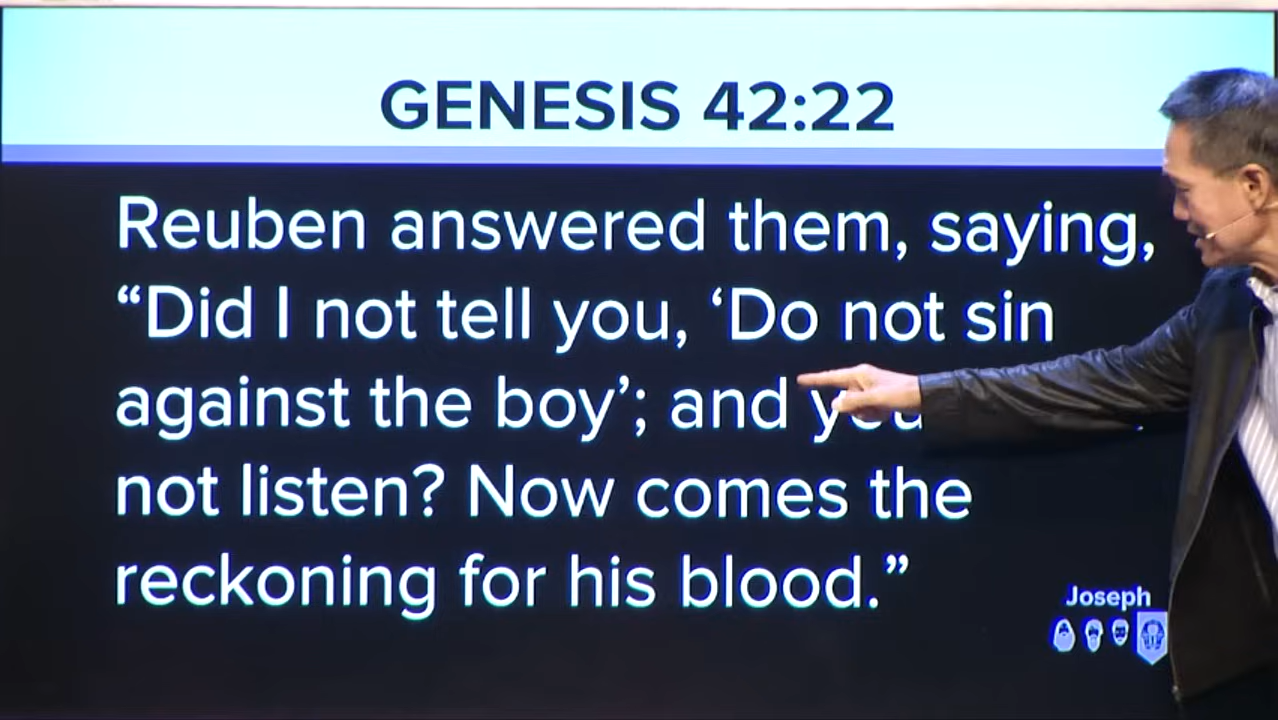 GENESIS 42:22
Reuben answered them, saying,
“Did I not tell you, ‘Do not sin
against the boy’; and you
not listen? Now comes the
reckoning for his blood.”
Joseph